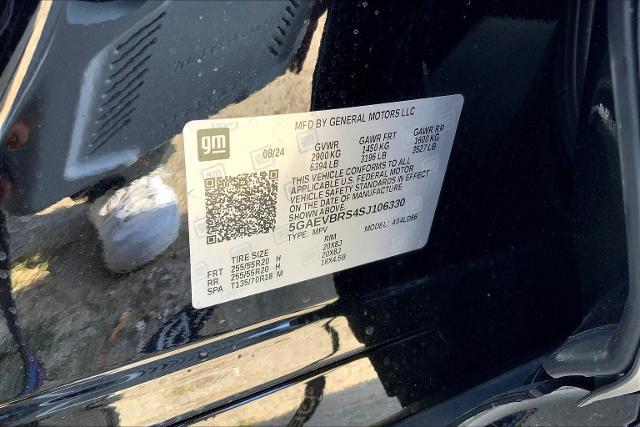 MFD BY GENERAL MOTORS LLC
gm
08/24
GVWR
2900 KG
6394 LB
GAWR FRT
1450 KG
3196 LB
GAWR RR
1600 KG
3527 LB
THIS VEHICLE CONFORMS TO ALL
APPLICABLE U.S. FEDERAL MOTOR
VEHICLE SAFETY STANDARDS IN EFFECT
ON THE DATE OF MANUFACTURE
SHOWN ABOVE.
5GAEVBRS4SJ106330
TYPE: MPV
MODEL:
TIRE SIZE RIM
FRT 255/55R20 H 20X8J
RR 255/55R20 H 20X8J
SPA T135/70R18 M 18X4.5B